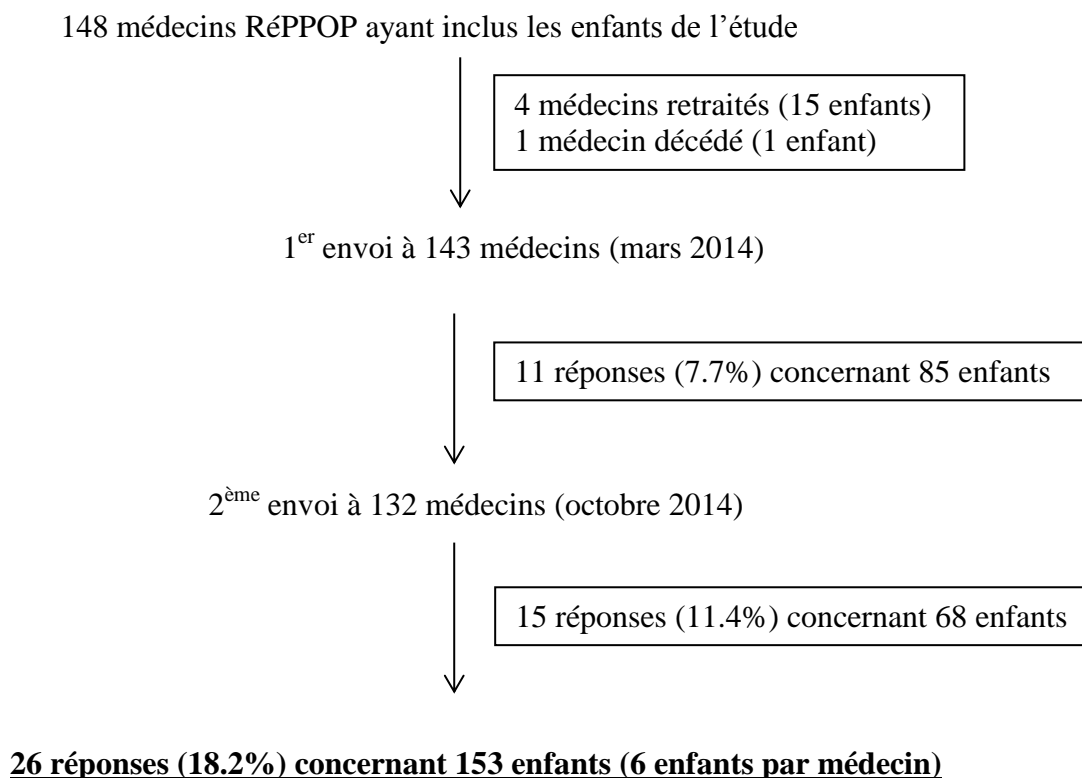 148 médecins RéPPOP ayant inclus les enfants de l’étude
4 médecins retraités (15 enfants)
1 médecin décédé (1 enfant)
1er envoi à 143 médecins (mars 2014)
11 réponses (7.7%) concernant 85 enfants
2ème envoi à 132 médecins (octobre 2014)
15 réponses (11.4%) concernant 68 enfants
26 réponses (18.2%) concernant 153 enfants (6 enfants par médecin)